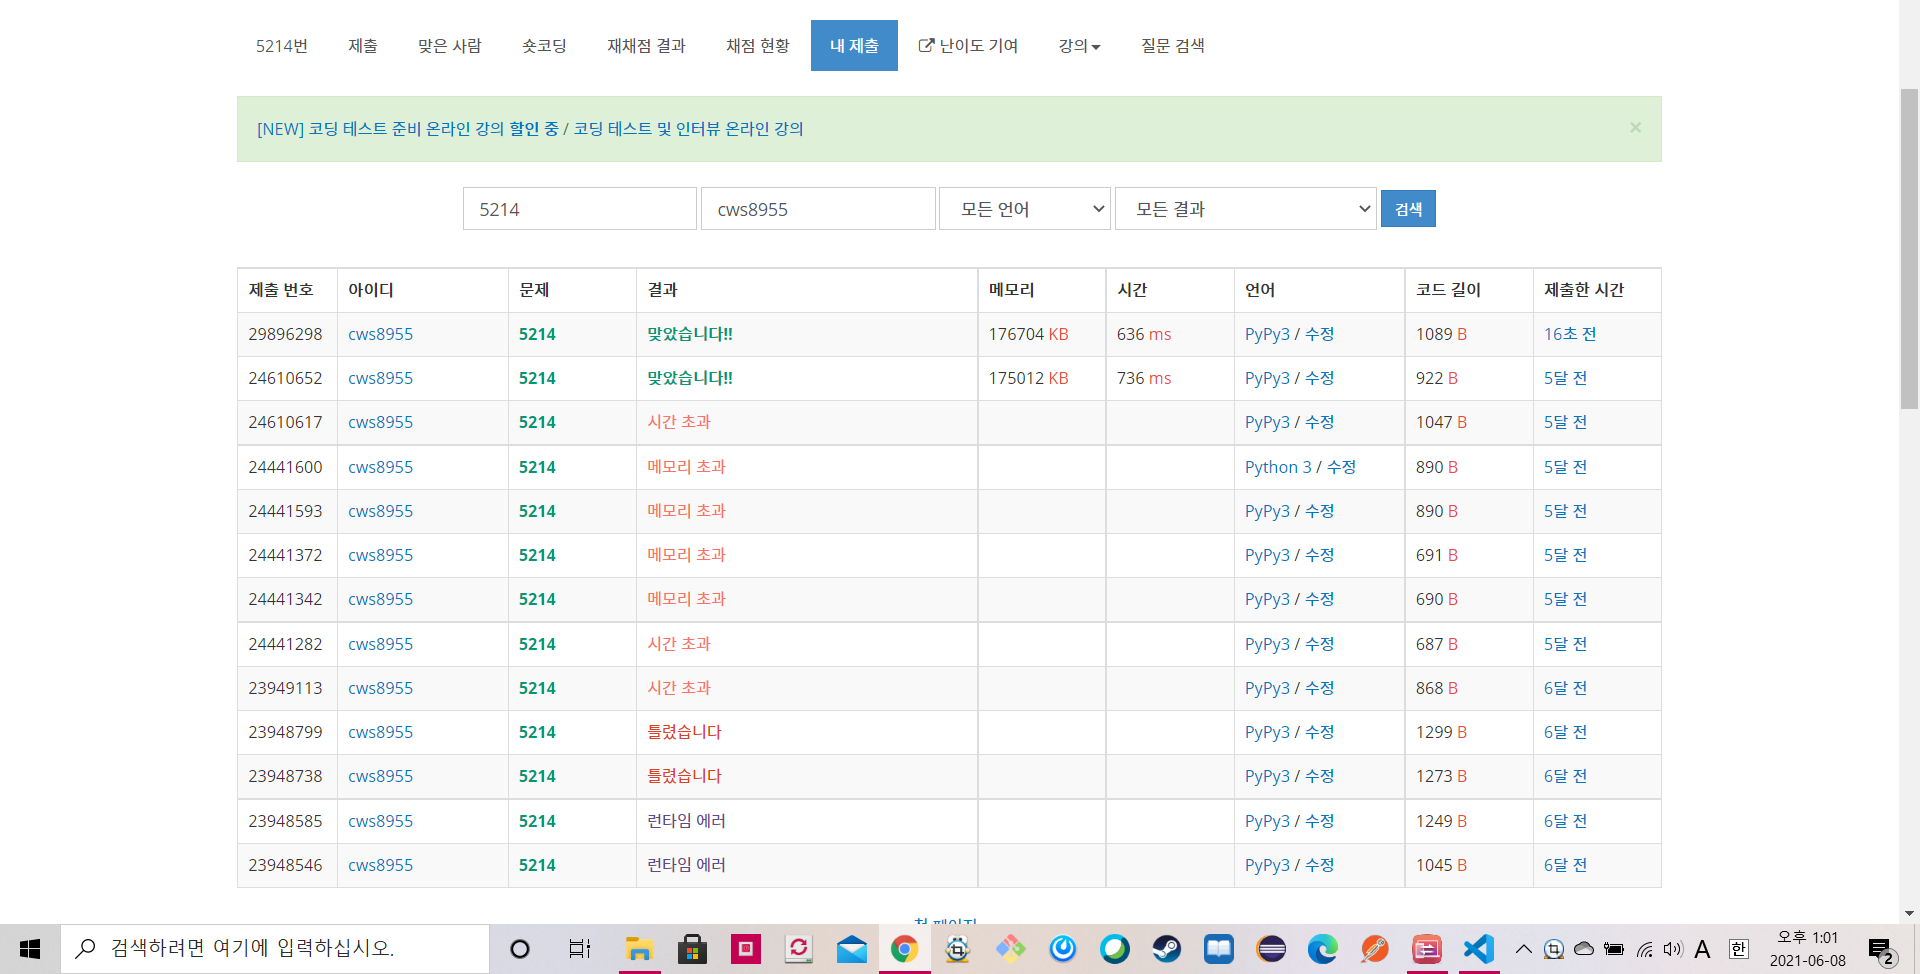 5214번 제출 맞은 사람 숏코딩 재채점 결과 채점 현황 내 제출 난이도 기여 강의 질문 검색
[NEW] 코딩 테스트 준비 온라인 강의 할인 중 / 코딩 테스트 및 인터뷰 온라인 강의 ×
5214 cws8955 모든 언어 모든 결과 검색
제출 번호 아이디 문제 결과 메모리 시간 언어 코드 길이 제출한 시간
29896298 cws8955 5214 맞았습니다!! 176704 KB 636 ms PyPy3 / 수정 1089 B 16초 전
24610652 cws8955 5214 맞았습니다!! 175012 KB 736 ms PyPy3 / 수정 922 B 5달 전
24610617 cws8955 5214 시간 초과 PyPy3 / 수정 1047 B 5달 전
24441600 cws8955 5214 메모리 초과 Python 3 / 수정 890 B 5달 전
24441593 cws8955 5214 메모리 초과 PyPy3 / 수정 890 B 5달 전
24441372 cws8955 5214 메모리 초과 PyPy3 / 수정 691 B 5달 전
24441342 cws8955 5214 메모리 초과 PyPy3 / 수정 690 B 5달 전
24441282 cws8955 5214 시간 초과 PyPy3 / 수정 687 B 5달 전
23949113 cws8955 5214 시간 초과 PyPy3 / 수정 868 B 6달 전
23948799 cws8955 5214 틀렸습니다 PyPy3 / 수정 1299 B 6달 전
23948738 cws8955 5214 틀렸습니다 PyPy3 / 수정 1273 B 6달 전
23948585 cws8955 5214 런타임 에러 PyPy3 / 수정 1249 B 6달 전
23948546 cws8955 5214 런타임 에러 PyPy3 / 수정 1045 B 6달 전
첫 페이지
검색하려면 여기에 입력하십시오. A 한 오후 1:01
2021-06-08 2